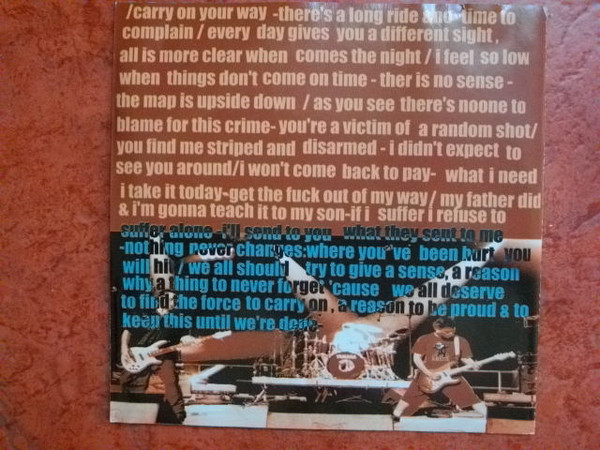 /carry on your way -there's a long ride and time to
complain / every day gives you a different sight ,
all is more clear when comes the night / i feel so low
when things don't come on time - ther is no sense -
the map is upside down / as you see there's noone to
blame for this crime- you're a victim of a random shot/
you find me striped and disarmed - i didn't expect to
see you around/i won't come back to pay- what i need
i take it today-get the fuck out of my way/ my father did
& i'm gonna teach it to my son-if i suffer i refuse to
suffer alone -i'll send to you what they sent to me
-nothing never changes:where you've been hurt you
will hit / we all should try to give a sense, a reason
why a thing to never forget 'cause we all deserve
to find the force to carry on , a reason to be proud & to
keep this until we're done-